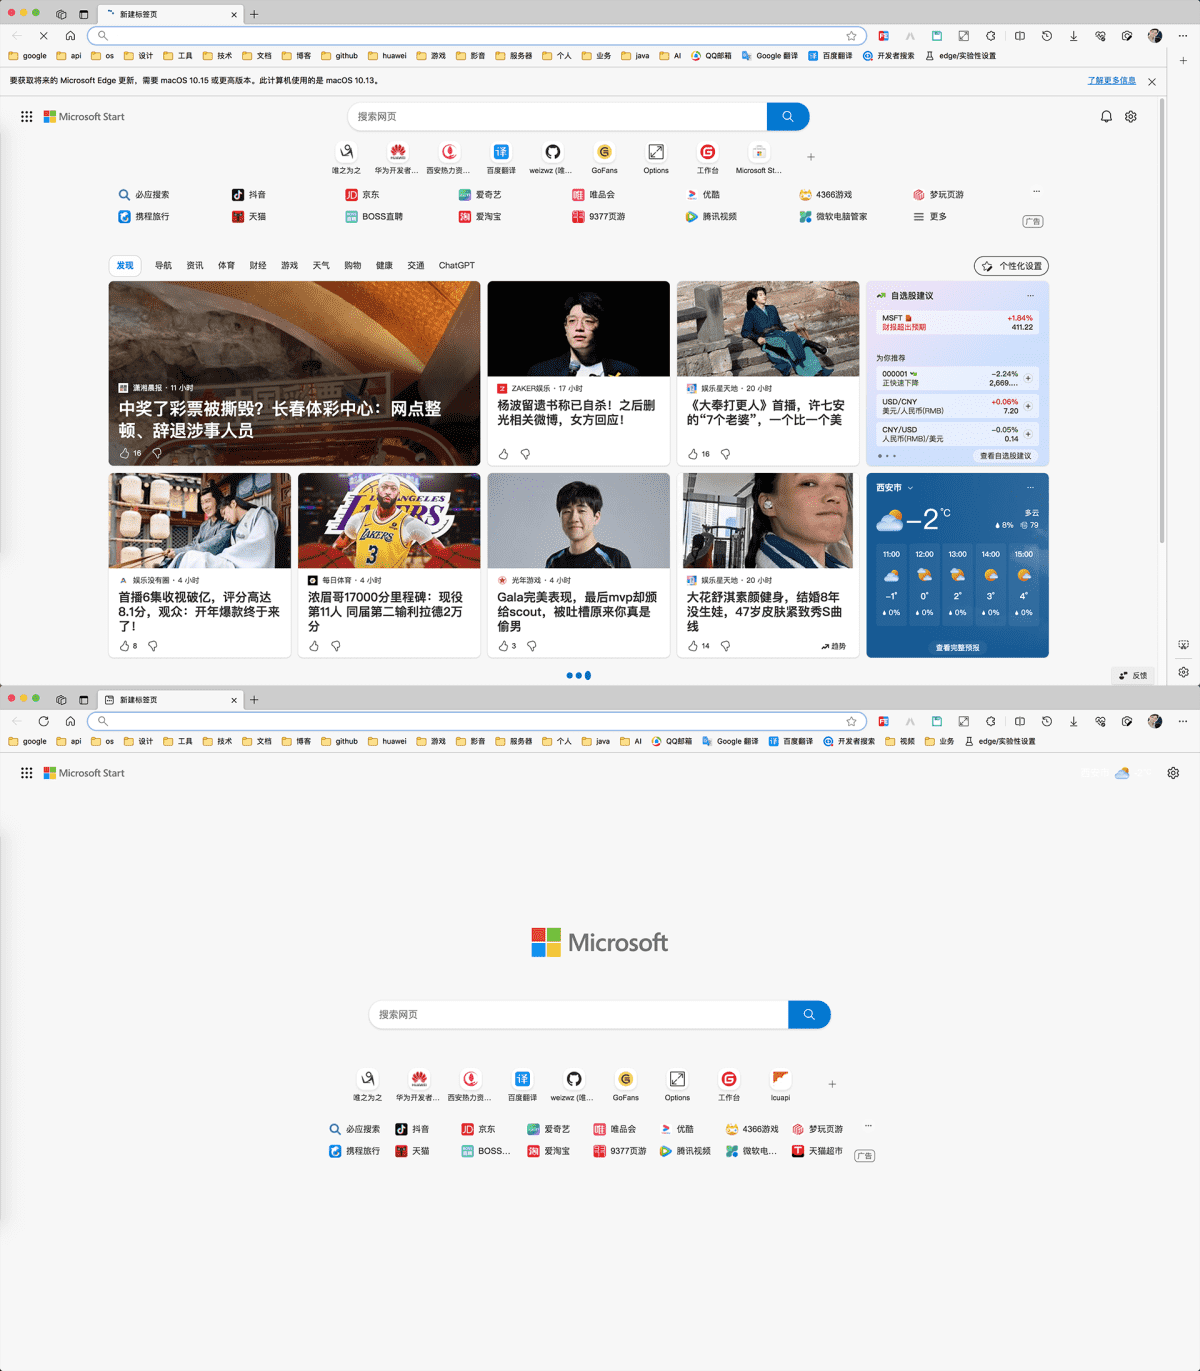 新建标签页
google api os 设计 工具 技术 文档 博客 github huawei 游戏 影音 服务器 个人 业务 java AI QQ邮箱 Google 翻译 百度翻译 开发者搜索 edge/实验性设置
要获取将来的 Microsoft Edge 更新，需要 macOS 10.15 或更高版本。此计算机使用的是 macOS 10.13。
了解更多信息
Microsoft Start
搜索网页
唯之为之 华为开发者... 西安热力资... 百度翻译 weizwz (唯... GoFans Options 工作台 Microsoft St...
必应搜索 抖音 京东 爱奇艺 唯品会 优酷 4366游戏 梦玩页游
携程旅行 天猫 BOSS直聘 爱淘宝 9377页游 腾讯视频 微软电脑管家 更多
广告
发现 导航 资讯 体育 财经 游戏 天气 购物 健康 交通 ChatGPT
个性化设置
潇湘晨报 · 11 小时
中奖了彩票被撕毁？长春体彩中心：网点整
顿、辞退涉事人员
16
ZAKER娱乐 · 17 小时
杨波留遗书称已自杀！之后删
光相关微博，女方回应！
娱乐星天地 · 20 小时
《大奉打更人》首播，许七安
的“7个老婆”，一个比一个美
16
自选股建议
MSFT +1.84%
财报超出预期 411.22
为你推荐
000001 -2.24%
正快速下降 2,669....
USD/CNY +0.06%
美元/人民币(RMB) 7.20
CNY/USD -0.05%
人民币(RMB)/美元 0.14
查看自选股建议
娱乐没有圈 · 4 小时
首播6集收视破亿，评分高达
8.1分，观众：开年爆款终于来
了！
8
LOS ANGELES
LAKERS
LAKERS
3
每日体育 · 4 小时
浓眉哥17000分里程碑：现役
第11人 同届第二输利拉德2万
分
光年游戏 · 4 小时
Gala完美表现，最后mvp却颁
给scout，被吐槽原来你真是
偷男
3
娱乐星天地 · 20 小时
大花舒淇素颜健身，结婚8年
没生娃，47岁皮肤紧致秀S曲
线
14
趋势
西安市
-2°C
多云
8% 79
11:00 12:00 13:00 14:00 15:00
-1° 0° 2° 3° 4°
0% 0% 0% 0% 0%
查看完整预报
反馈
新建标签页
google api os 设计 工具 技术 文档 博客 github huawei 游戏 影音 服务器 个人 java AI QQ邮箱 Google 翻译 百度翻译 开发者搜索 视频 业务 edge/实验性设置
Microsoft Start
Microsoft
搜索网页
唯之为之 华为开发者... 西安热力资... 百度翻译 weizwz (唯... GoFans Options 工作台 lcuapi
必应搜索 抖音 京东 爱奇艺 唯品会 优酷 4366游戏 梦玩页游
携程旅行 天猫 BOSS... 爱淘宝 9377页游 腾讯视频 微软电... 天猫超市
广告